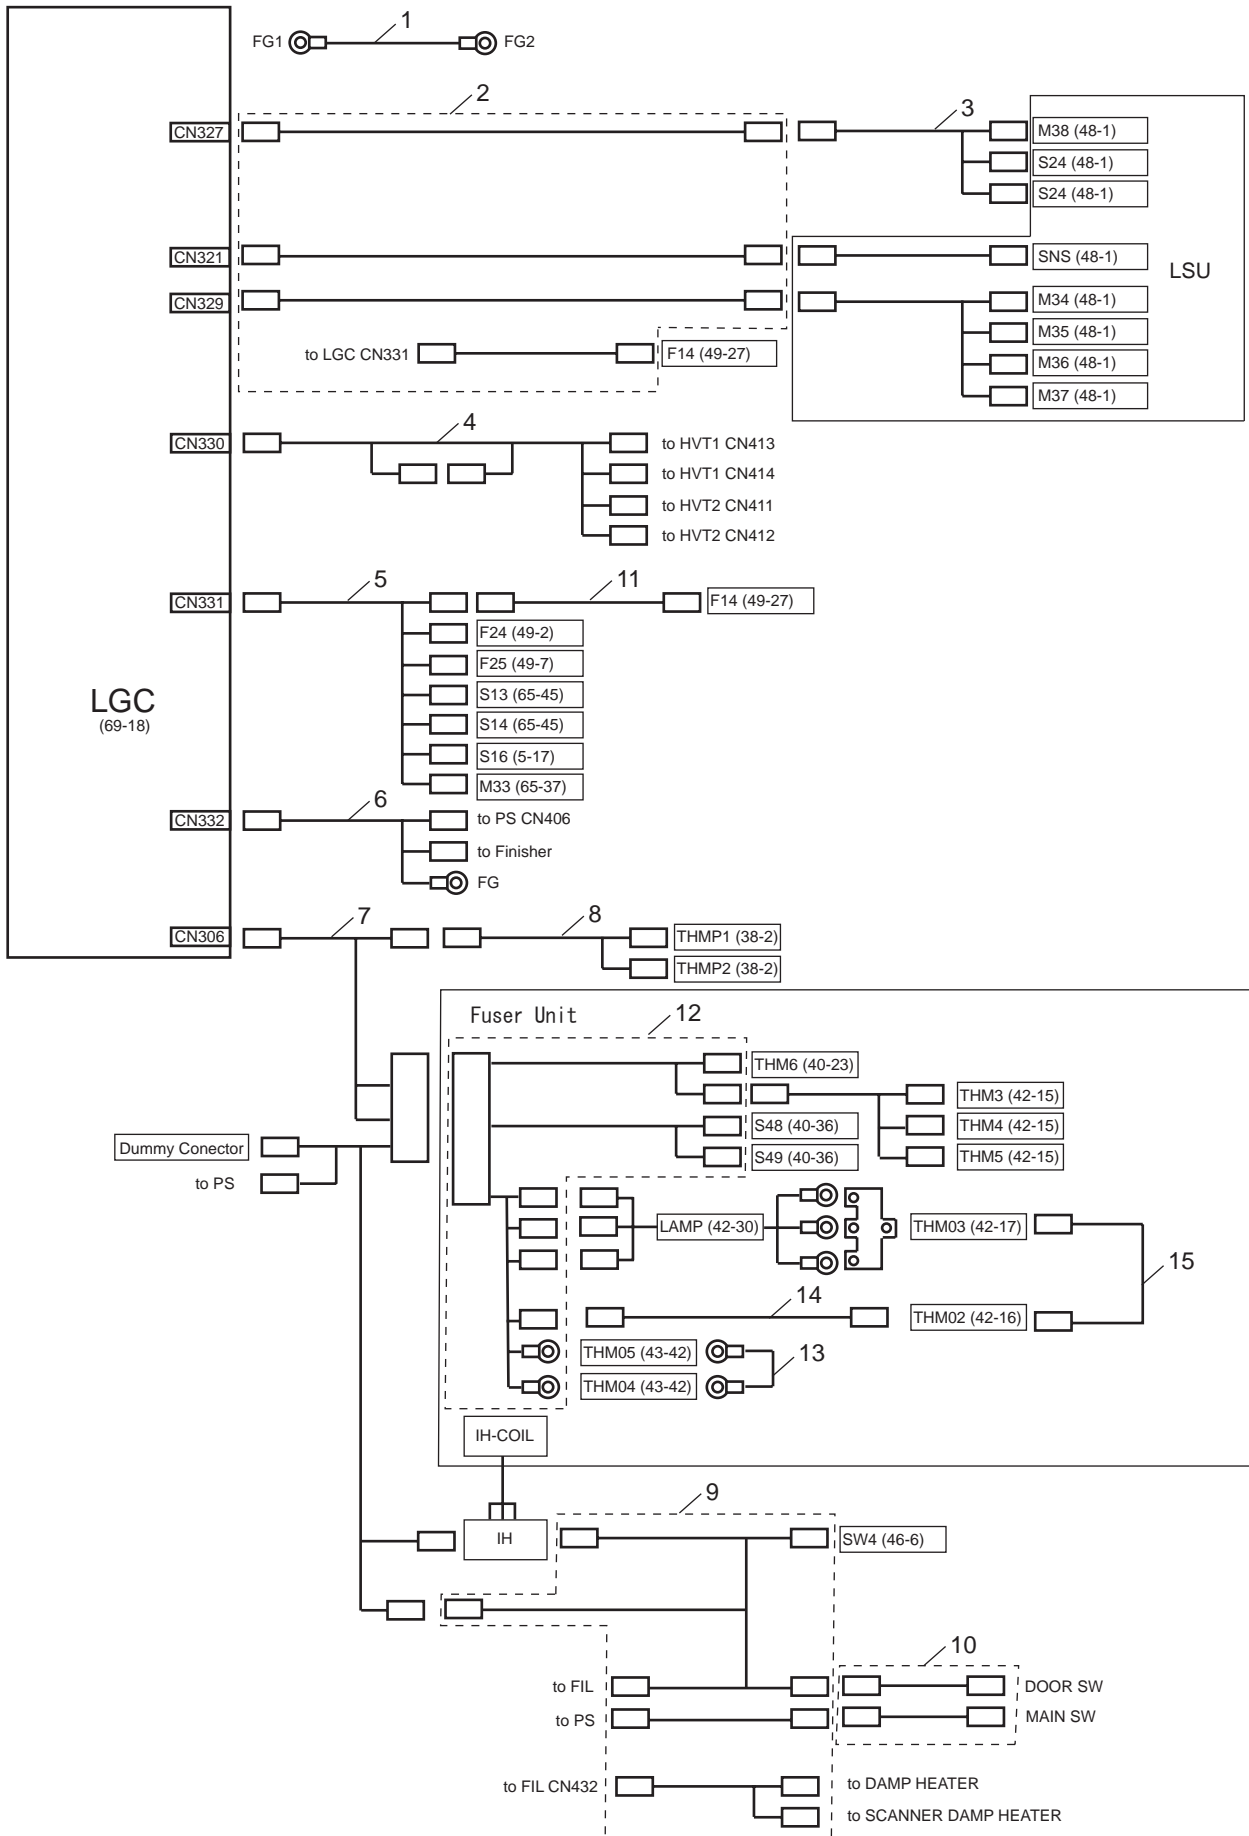 1
FG1
FG2
2
3
CN327
M38 (48-1)
S24 (48-1)
S24 (48-1)
CN321
SNS (48-1)
LSU
CN329
M34 (48-1)
M35 (48-1)
M36 (48-1)
M37 (48-1)
to LGC CN331
F14 (49-27)
4
CN330
to HVT1 CN413
to HVT1 CN414
to HVT2 CN411
to HVT2 CN412
5
11
CN331
F14 (49-27)
F24 (49-2)
F25 (49-7)
S13 (65-45)
S14 (65-45)
S16 (5-17)
M33 (65-37)
LGC
(69-18)
6
CN332
to PS CN406
to Finisher
FG
7
8
CN306
THMP1 (38-2)
THMP2 (38-2)
Fuser Unit
12
THM6 (40-23)
THM3 (42-15)
THM4 (42-15)
THM5 (42-15)
S48 (40-36)
S49 (40-36)
Dummy Conector
to PS
LAMP (42-30)
THM03 (42-17)
15
14
THM02 (42-16)
THM05 (43-42)
13
THM04 (43-42)
IH-COIL
IH
9
SW4 (46-6)
10
to FIL
DOOR SW
to PS
MAIN SW
to FIL CN432
to DAMP HEATER
to SCANNER DAMP HEATER